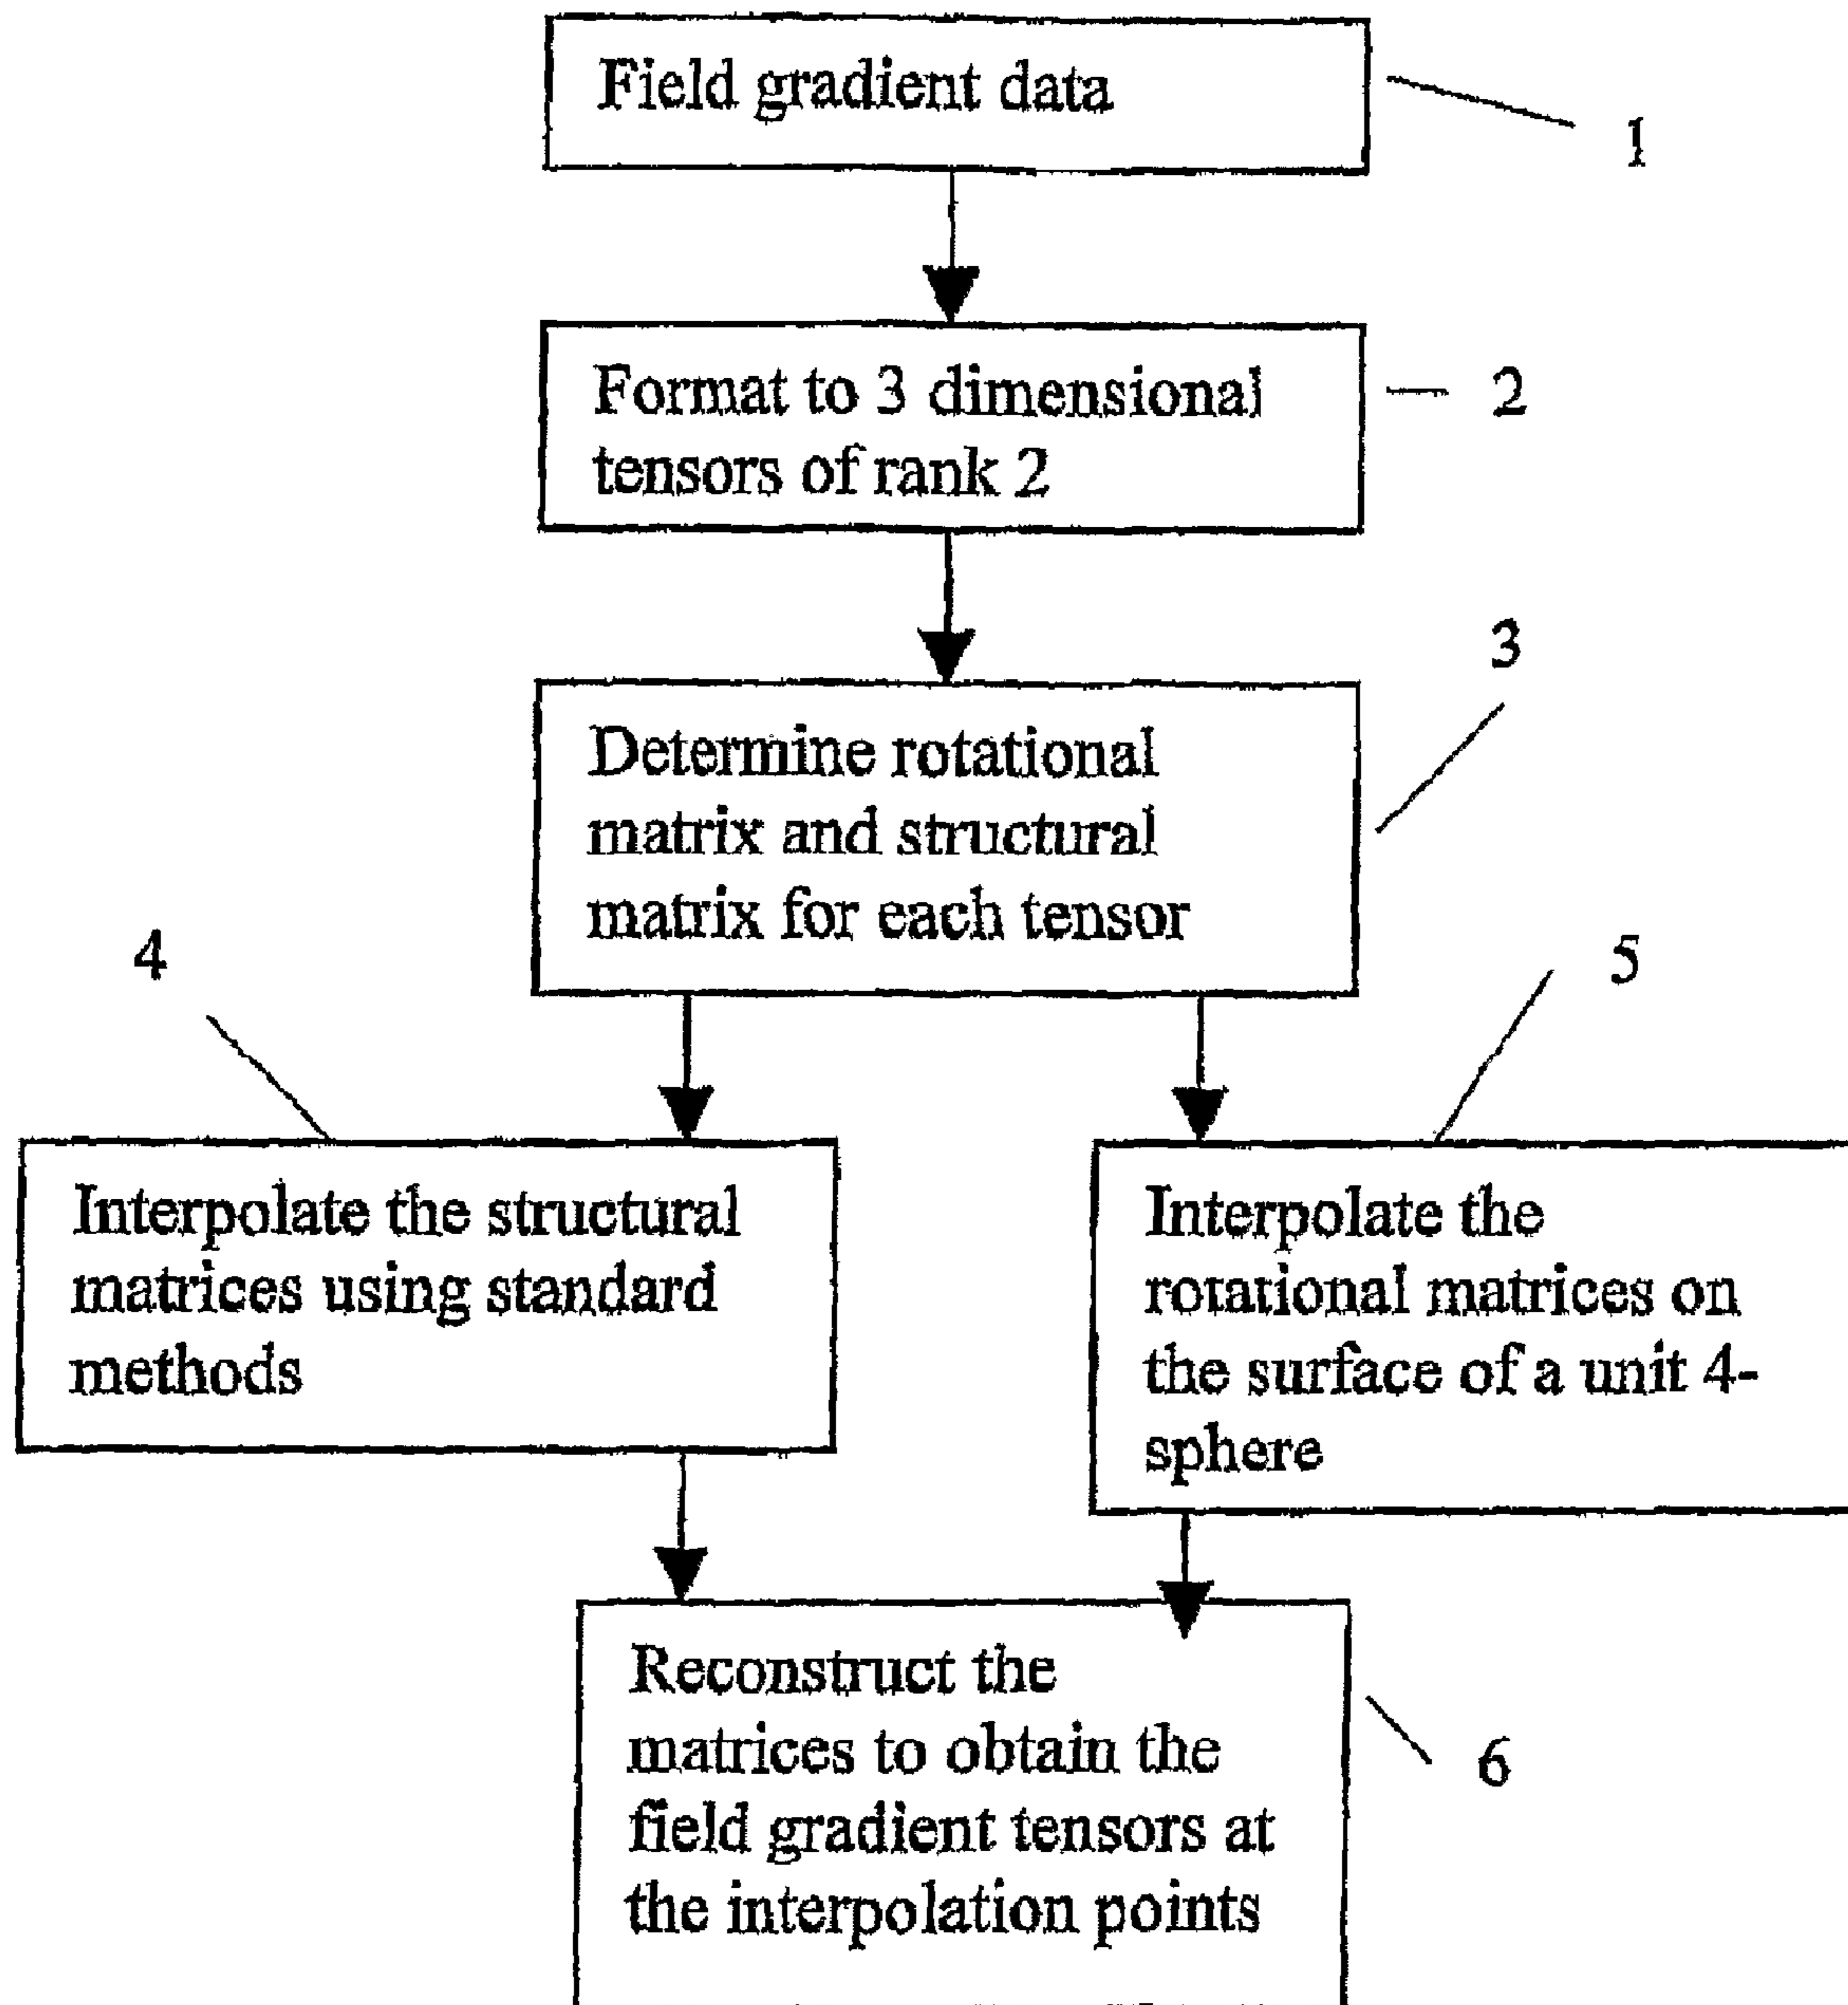 Field gradient data
1
Format to 3 dimensional
tensors of rank 2
2
3
Determine rotational
matrix and structural
matrix for each tensor
4
5
Interpolate the structural
matrices using standard
methods
Interpolate the
rotational matrices on
the surface of a unit 4-
sphere
Reconstruct the
matrices to obtain the
field gradient tensors at
the interpolation points
6